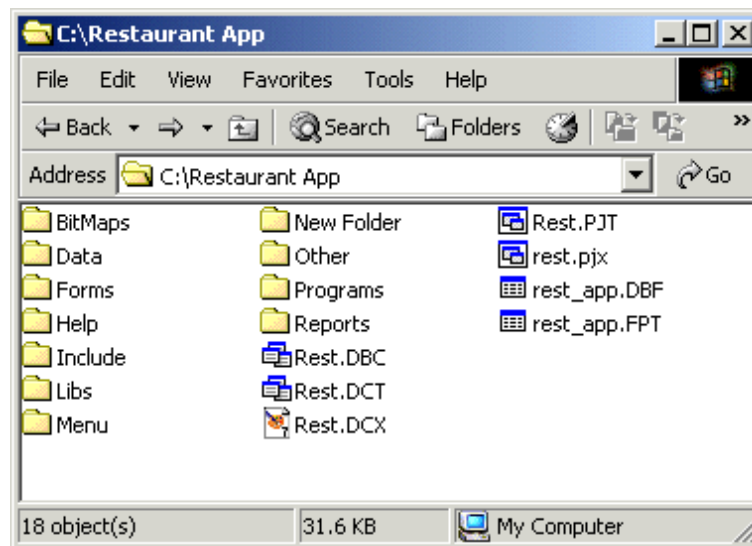 C:\Restaurant App
File Edit View Favorites Tools Help
Back Search Folders »
Address C:\Restaurant App Go
BitMaps New Folder Rest.PJT
Data Other rest.pjx
Forms Programs rest_app.DBF
Help Reports rest_app.FPT
Include Rest.DBC
Libs Rest.DCT
Menu Rest.DCX
18 object(s) 31.6 KB My Computer